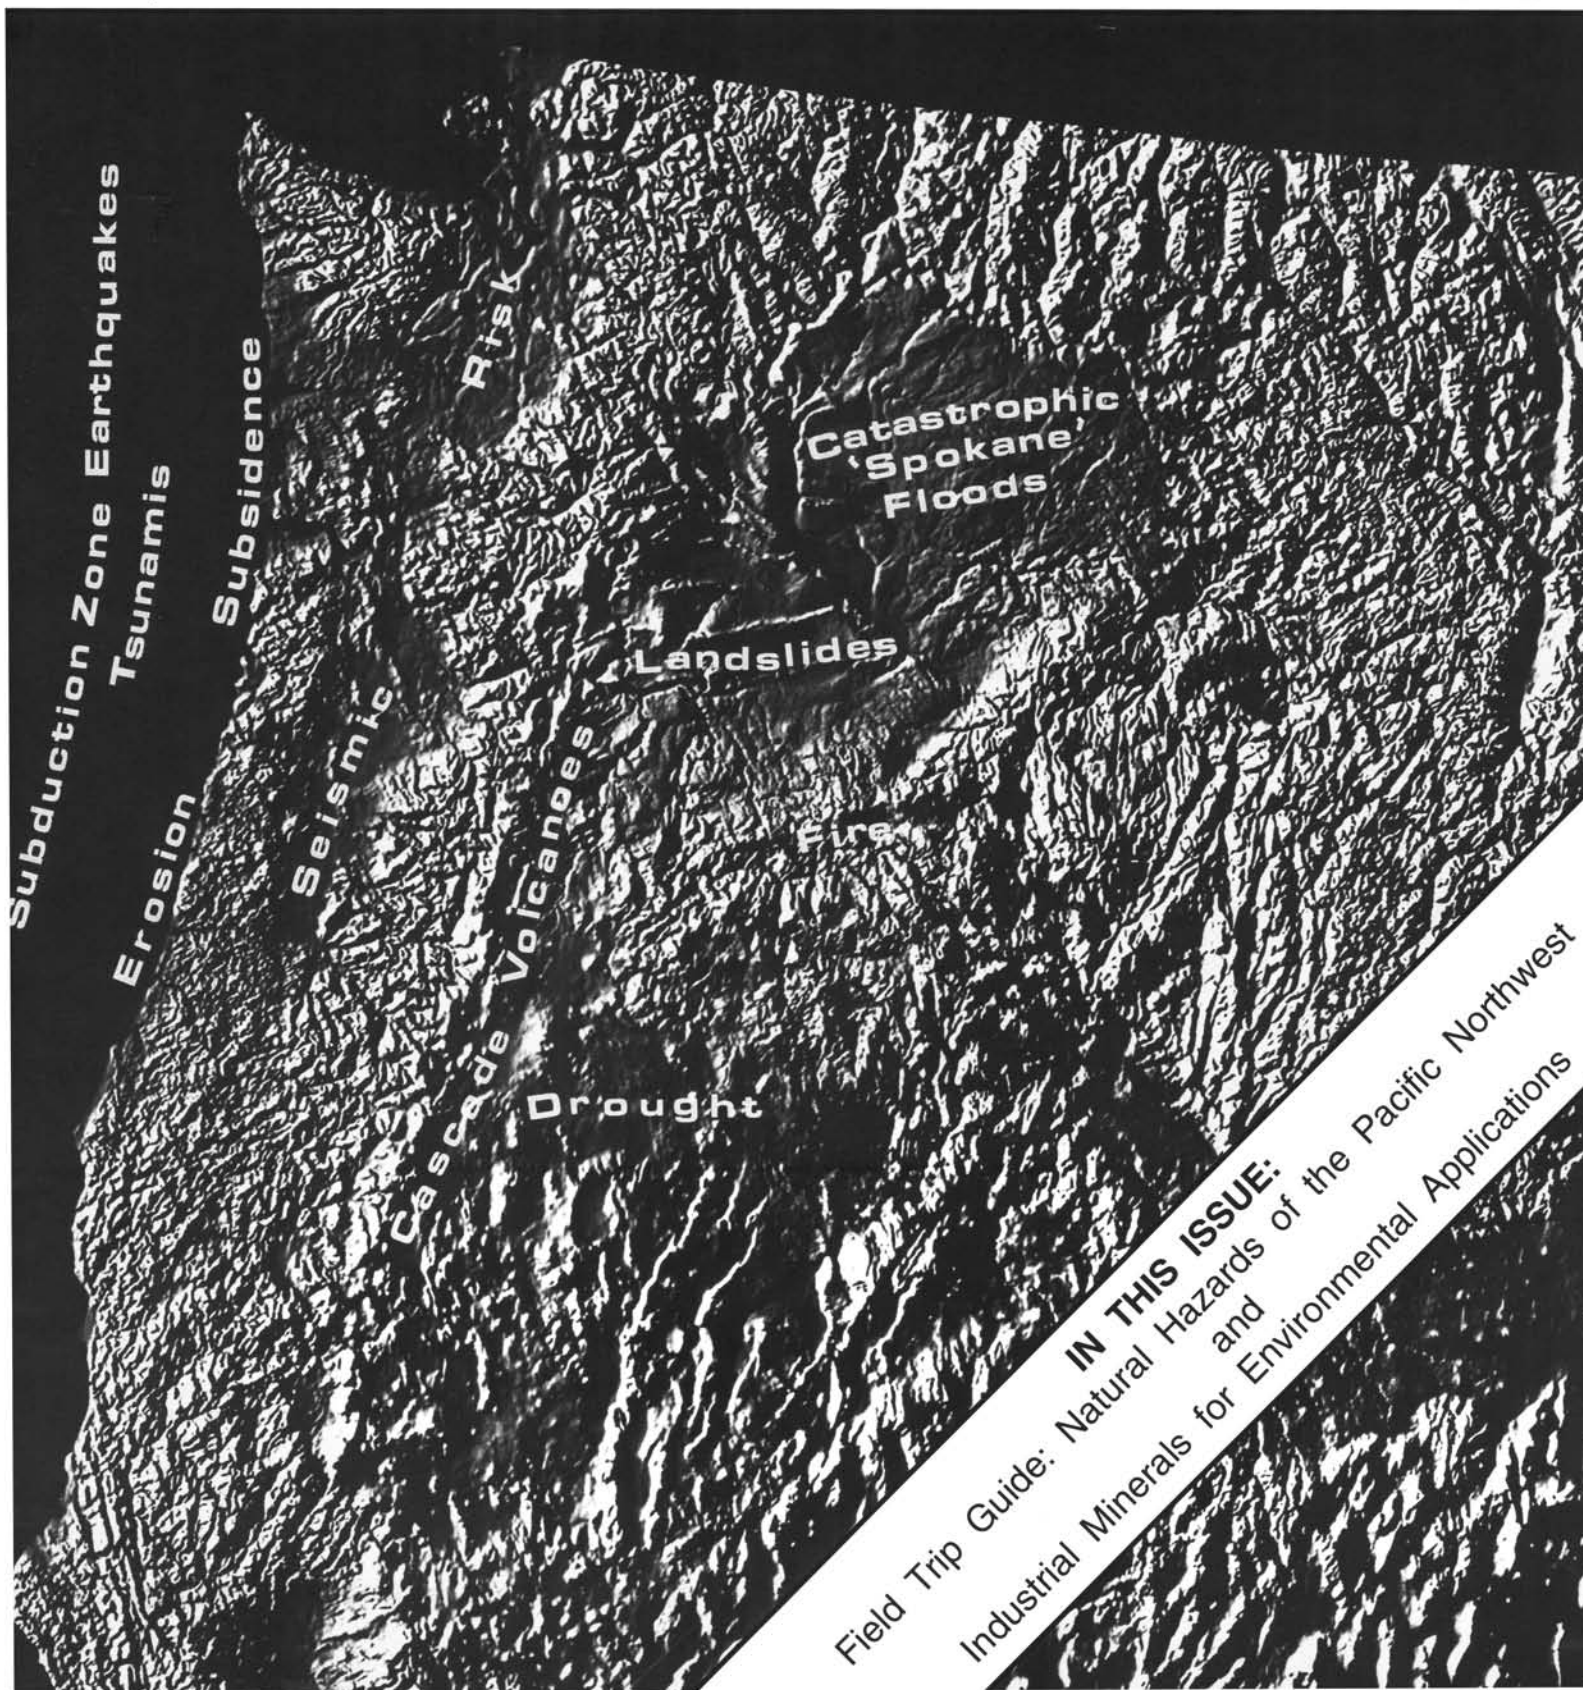 Subduction Zone Earthquakes
Tsunamis
Subsidence
Erosion
Seismic
Risk
Cascade Volcanoes
Catastrophic
'Spokane'
Floods
Landslides
Fire
Drought
IN THIS ISSUE:
Field Trip Guide: Natural Hazards of the Pacific Northwest
and
Industrial Minerals for Environmental Applications